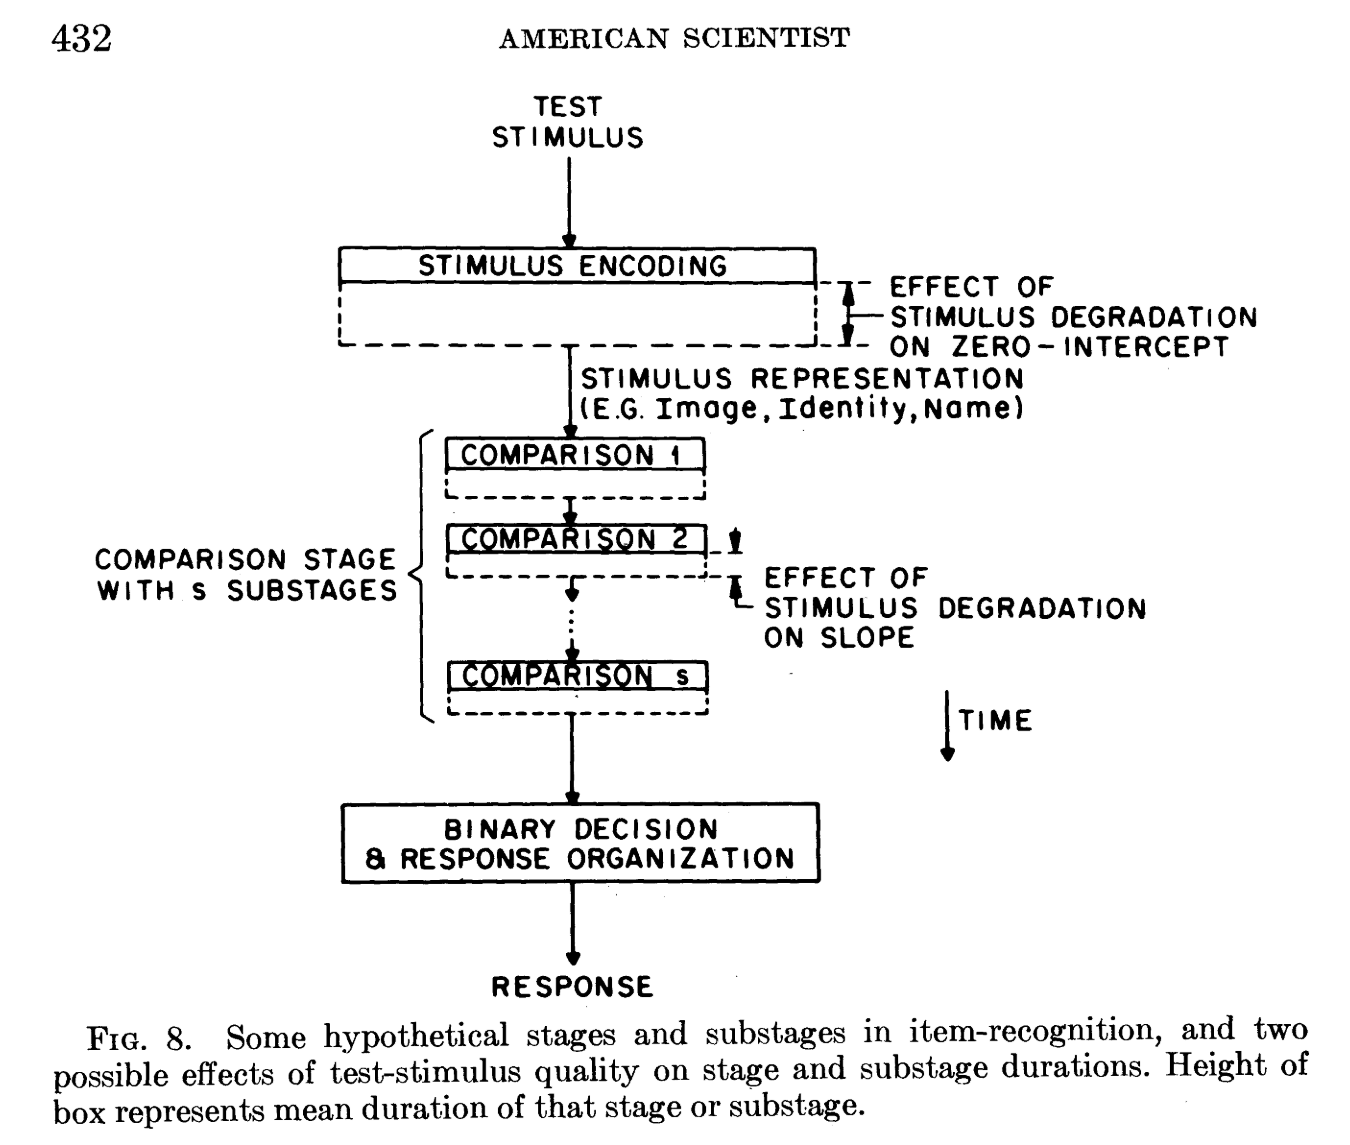 432
AMERICAN SCIENTIST
TEST
STIMULUS
STIMULUS ENCODING
EFFECT OF
STIMULUS DEGRADATION
ON ZERO-INTERCEPT
STIMULUS REPRESENTATION
(E.G. Image, Identity, Name)
COMPARISON 1
COMPARISON 2
COMPARISON STAGE
WITH s SUBSTAGES
EFFECT OF
STIMULUS DEGRADATION
ON SLOPE
COMPARISON s
TIME
BINARY DECISION
& RESPONSE ORGANIZATION
RESPONSE
FIG. 8. Some hypothetical stages and substages in item-recognition, and two
possible effects of test-stimulus quality on stage and substage durations. Height of
box represents mean duration of that stage or substage.